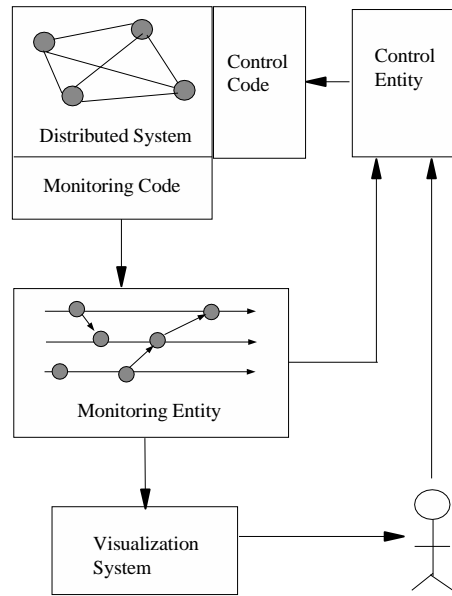 Control
Code
Control
Entity
Distributed System
Monitoring Code
Monitoring Entity
Visualization
System